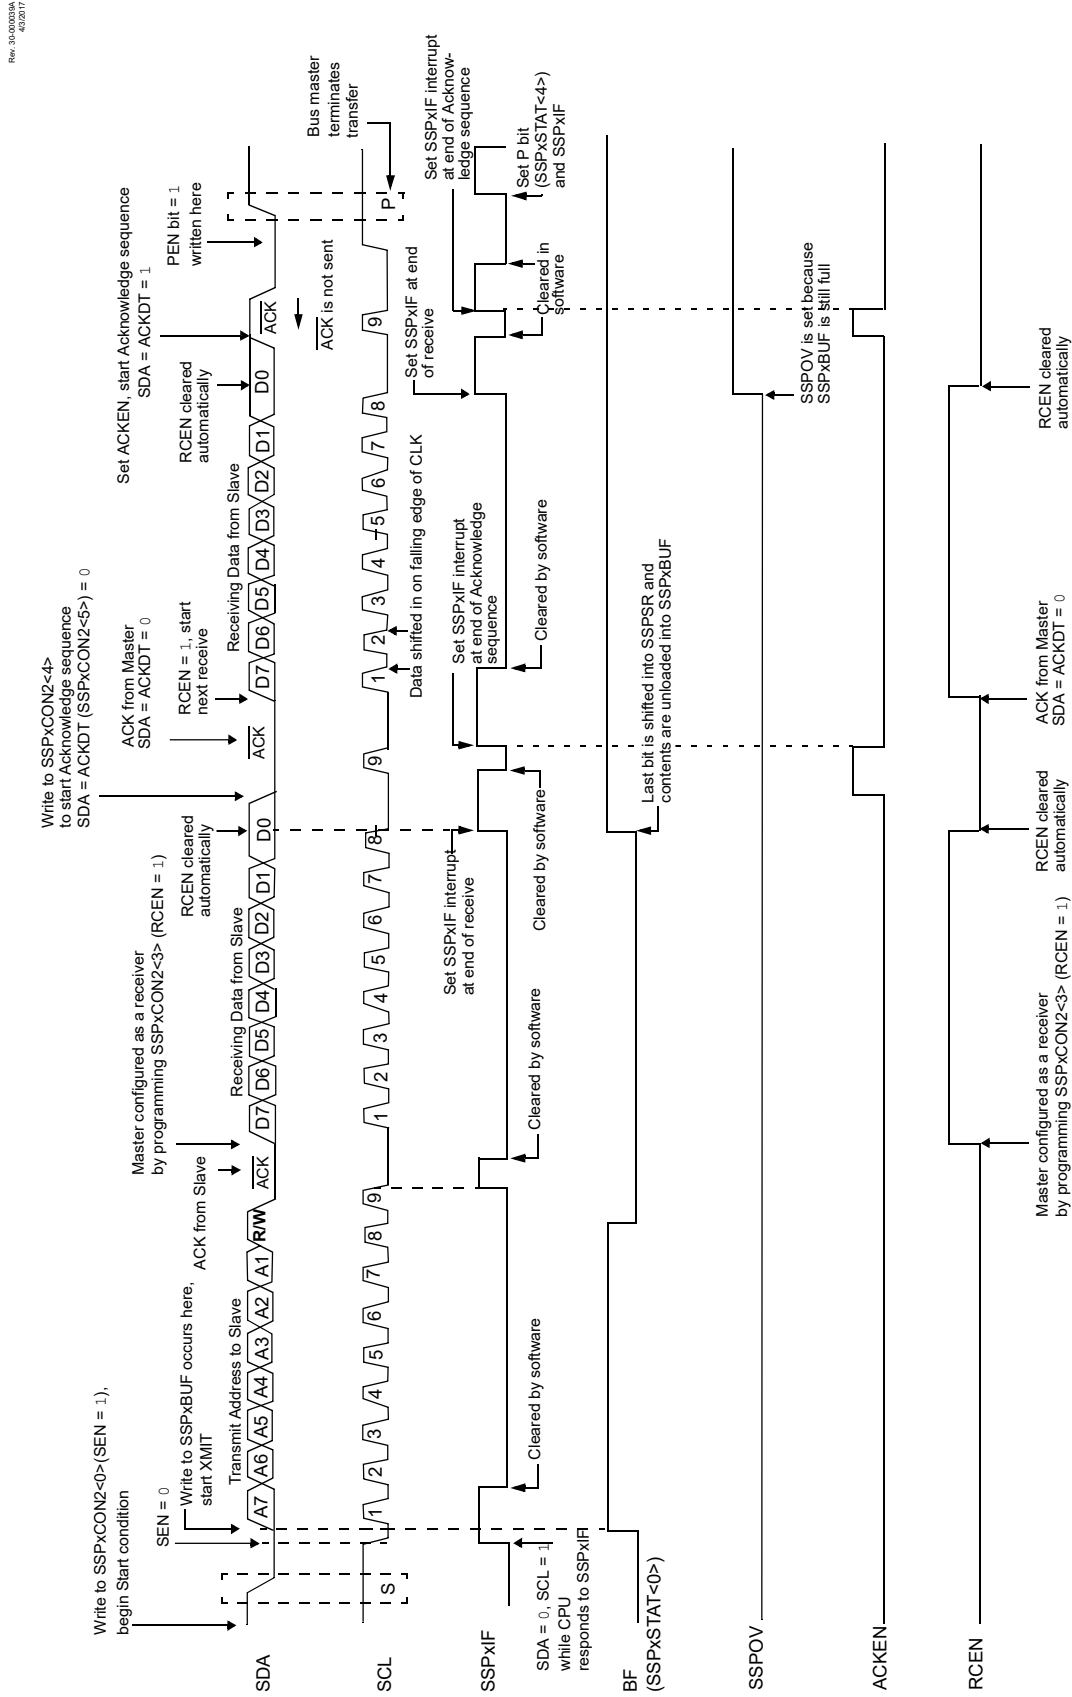 Rev. 30-000039A
4/3/2017
Write to SSPxCON2<0>(SEN = 1),
begin Start condition
SEN = 0
Write to SSPxBUF occurs here,
start XMIT
ACK from Slave
Master configured as a receiver
by programming SSPxCON2<3> (RCEN = 1)
RCEN cleared
automatically
Write to SSPxCON2<4>
to start Acknowledge sequence
SDA = ACKDT (SSPxCON2<5>) = 0
ACK from Master
SDA = ACKDT = 0
RCEN = 1, start
next receive
RCEN cleared
automatically
Set ACKEN, start Acknowledge sequence
SDA = ACKDT = 1
PEN bit = 1
written here
Transmit Address to Slave
Receiving Data from Slave
Receiving Data from Slave
SDA
A7 A6 A5 A4 A3 A2 A1 R/W ACK D7 D6 D5 D4 D3 D2 D1 D0 ACK D7 D6 D5 D4 D3 D2 D1 D0 ACK
ACK is not sent
Bus master
terminates
transfer
SCL
S 1 2 3 4 5 6 7 8 9 1 2 3 4 5 6 7 8 9 1 2 3 4 5 6 7 8 9 P
Data shifted in on falling edge of CLK
Set SSPxIF interrupt
at end of receive
Set SSPxIF interrupt
at end of Acknowledge
sequence
Set SSPxIF at end
of receive
Set SSPxIF interrupt
at end of Acknow-
ledge sequence
SSPxIF
SDA = 0, SCL = 1
while CPU
responds to SSPxIF
Cleared by software
Cleared by software
Cleared by software
Cleared by software
Cleared in
software
Set P bit
(SSPxSTAT<4>)
and SSPxIF
BF
(SSPxSTAT<0>)
Last bit is shifted into SSPSR and
contents are unloaded into SSPxBUF
SSPOV
SSPOV is set because
SSPxBUF is still full
ACKEN
RCEN
Master configured as a receiver
by programming SSPxCON2<3> (RCEN = 1)
RCEN cleared
automatically
ACK from Master
SDA = ACKDT = 0
RCEN cleared
automatically